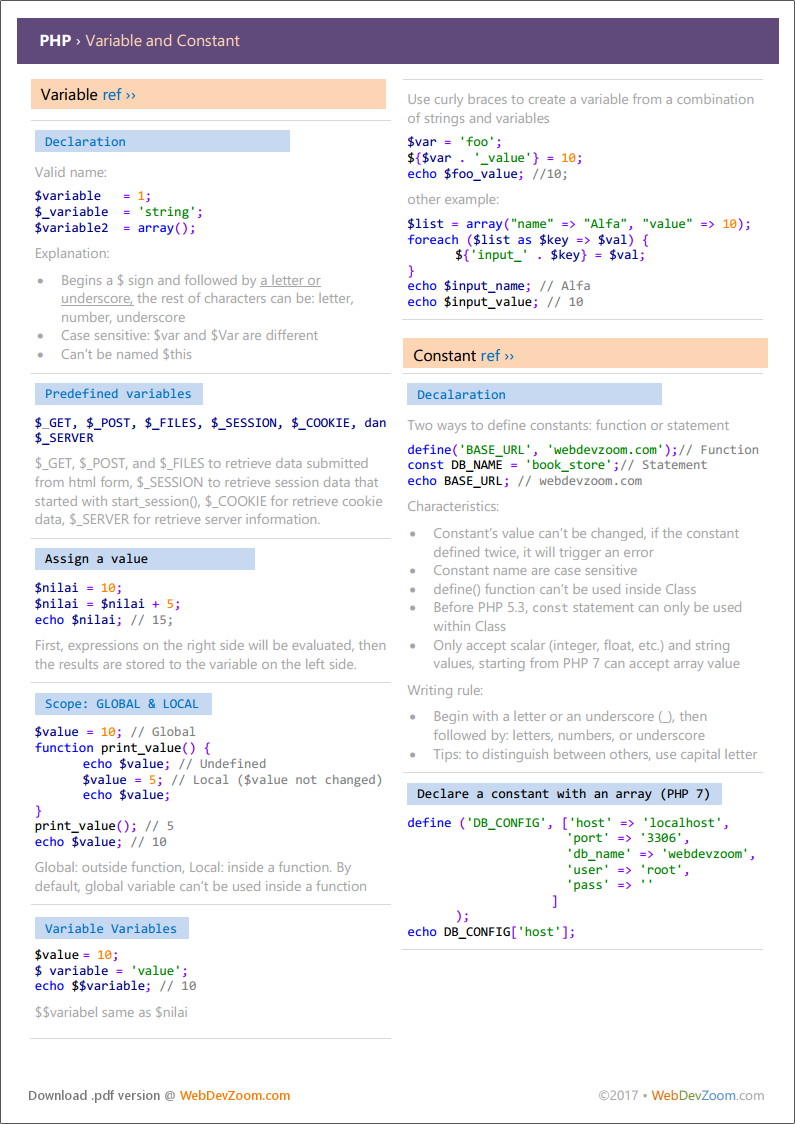 PHP › Variable and Constant
Variable ref ››
Declaration
Valid name:
$variable   = 1;
$_variable  = 'string';
$variable2  = array();
Explanation:
• Begins a $ sign and followed by a letter or
underscore, the rest of characters can be: letter,
number, underscore
• Case sensitive: $var and $Var are different
• Can't be named $this
Predefined variables
$_GET, $_POST, $_FILES, $_SESSION, $_COOKIE, dan
$_SERVER
$_GET, $_POST, and $_FILES to retrieve data submitted
from html form, $_SESSION to retrieve session data that
started with start_session(), $_COOKIE for retrieve cookie
data, $_SERVER for retrieve server information.
Assign a value
$nilai = 10;
$nilai = $nilai + 5;
echo $nilai; // 15;
First, expressions on the right side will be evaluated, then
the results are stored to the variable on the left side.
Scope: GLOBAL & LOCAL
$value = 10; // Global
function print_value() {
echo $value; // Undefined
$value = 5; // Local ($value not changed)
echo $value;
}
print_value(); // 5
echo $value; // 10
Global: outside function, Local: inside a function. By
default, global variable can't be used inside a function
Variable Variables
$value = 10;
$ variable = 'value';
echo $$variable; // 10
$$variabel same as $nilai
Use curly braces to create a variable from a combination
of strings and variables
$var = 'foo';
${$var . '_value'} = 10;
echo $foo_value; //10;
other example:
$list = array("name" => "Alfa", "value" => 10);
foreach ($list as $key => $val) {
${'input_' . $key} = $val;
}
echo $input_name; // Alfa
echo $input_value; // 10
Constant ref ››
Decalaration
Two ways to define constants: function or statement
define('BASE_URL', 'webdevzoom.com');// Function
const DB_NAME = 'book_store';// Statement
echo BASE_URL; // webdevzoom.com
Characteristics:
• Constant's value can't be changed, if the constant
defined twice, it will trigger an error
• Constant name are case sensitive
• define() function can't be used inside Class
• Before PHP 5.3, const statement can only be used
within Class
• Only accept scalar (integer, float, etc.) and string
values, starting from PHP 7 can accept array value
Writing rule:
• Begin with a letter or an underscore (_), then
followed by: letters, numbers, or underscore
• Tips: to distinguish between others, use capital letter
Declare a constant with an array (PHP 7)
define ('DB_CONFIG', ['host' => 'localhost',
'port' => '3306',
'db_name' => 'webdevzoom',
'user' => 'root',
'pass' => ''
]
);
echo DB_CONFIG['host'];
Download .pdf version @ WebDevZoom.com
©2017 • WebDevZoom.com